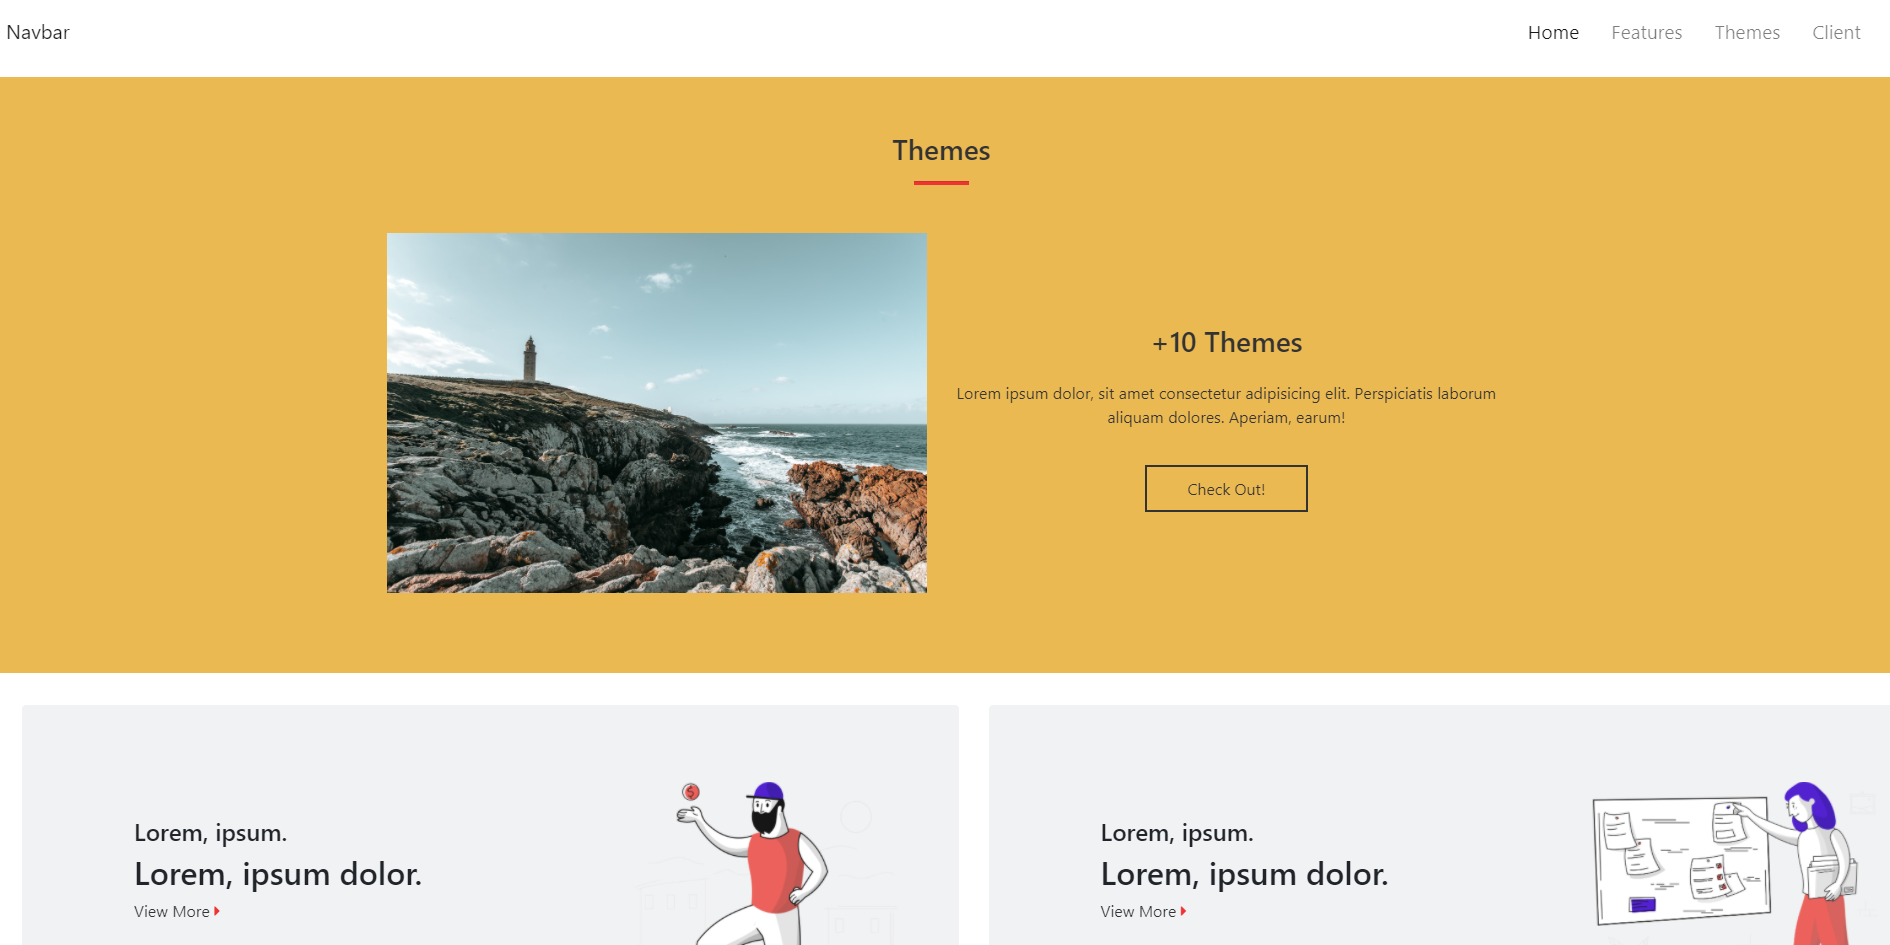 Navbar
Home Features Themes Client
Themes
+10 Themes
Lorem ipsum dolor, sit amet consectetur adipisicing elit. Perspiciatis laborum
aliquam dolores. Aperiam, earum!
Check Out!
$
Lorem, ipsum.
Lorem, ipsum dolor.
View More
Lorem, ipsum.
Lorem, ipsum dolor.
View More